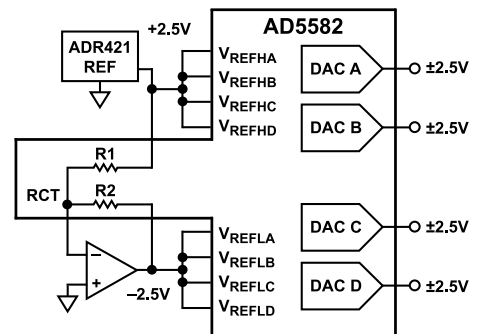 AD5582
+2.5V
ADR421
REF
VREFHA
VREFHB
VREFHC
VREFHD
DAC A
±2.5V
DAC B
±2.5V
R1
RCT
R2
−
+
−2.5V
VREFLA
VREFLB
VREFLC
VREFLD
DAC C
±2.5V
DAC D
±2.5V